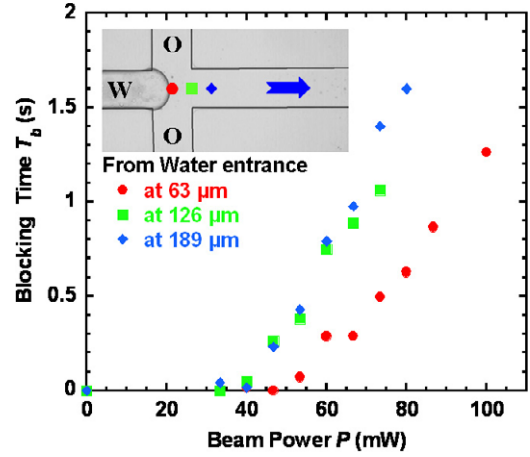 2
O
W
O
1.5
From Water entrance
at 63 µm
at 126 µm
at 189 µm
1
0.5
0
Blocking Time T_b (s)
0 20 40 60 80 100
Beam Power P (mW)